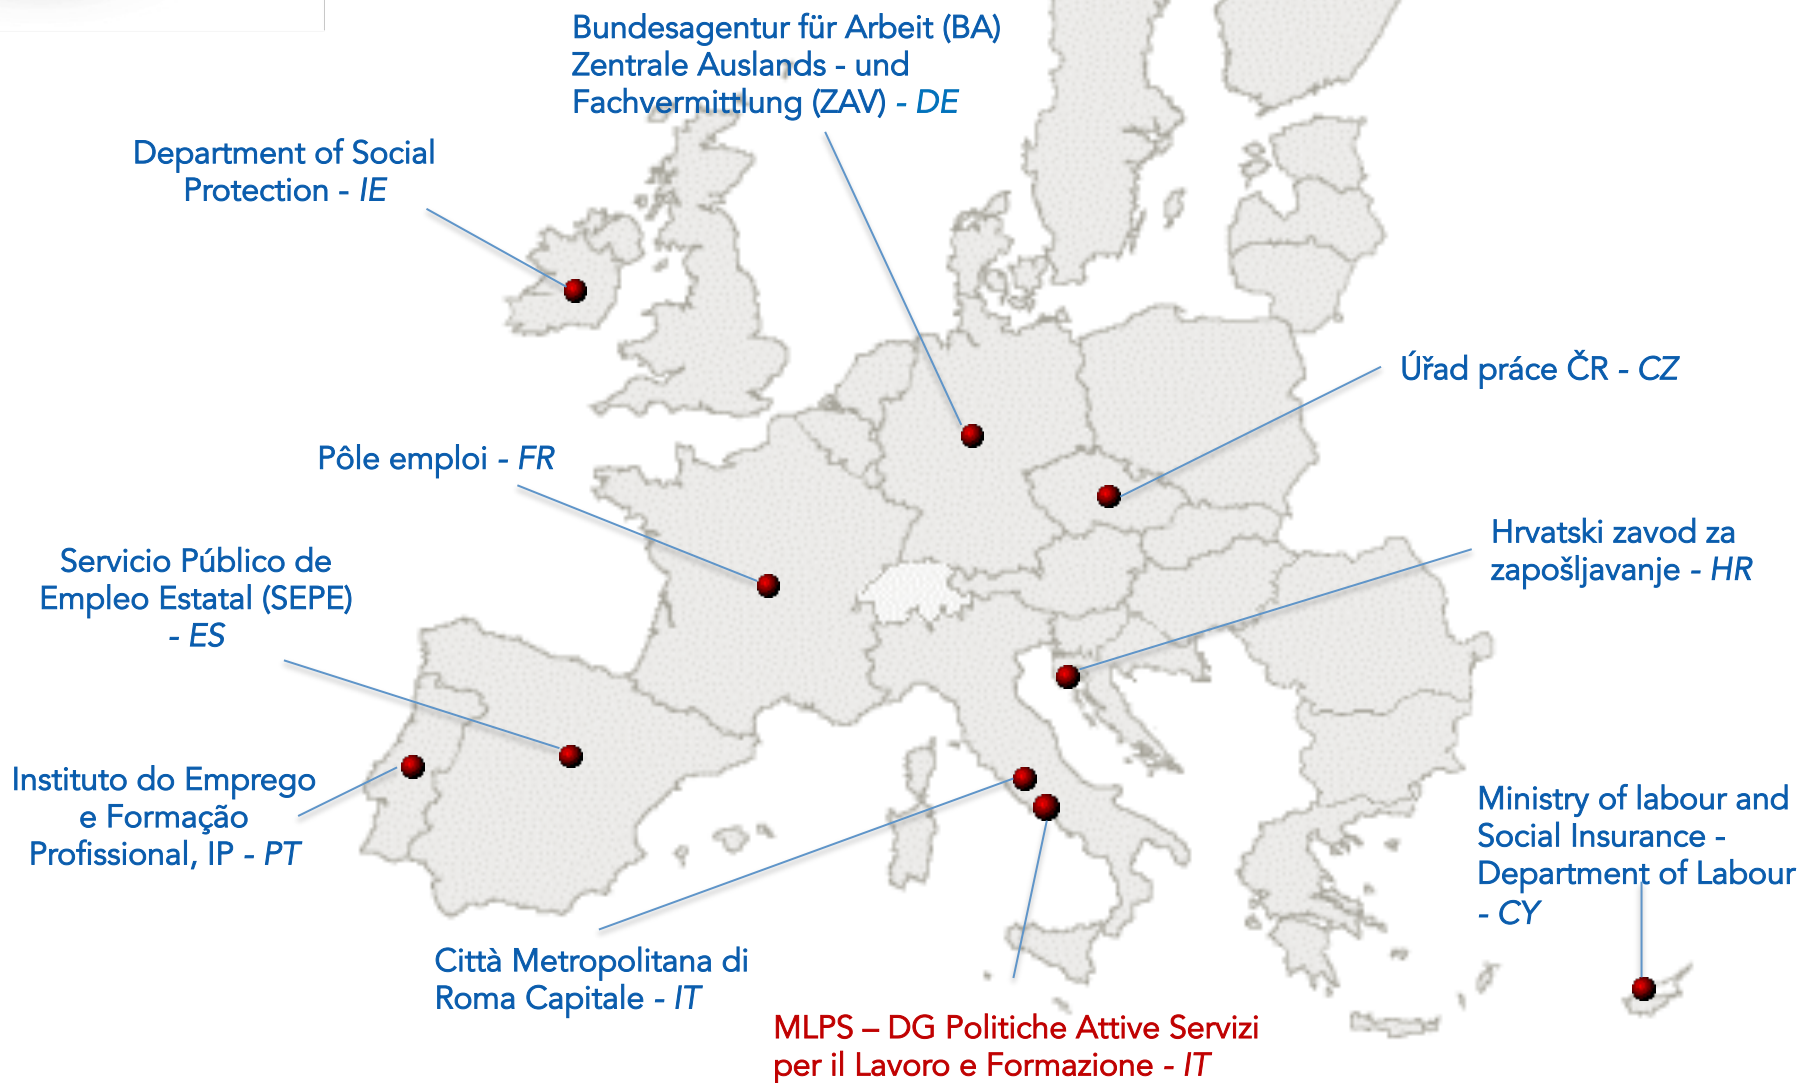 Bundesagentur für Arbeit (BA)
Zentrale Auslands - und
Fachvermittlung (ZAV) - DE
Department of Social
Protection - IE
Úřad práce ČR - CZ
Pôle emploi - FR
Hrvatski zavod za
zapošljavanje - HR
Servicio Público de
Empleo Estatal (SEPE)
- ES
Instituto do Emprego
e Formação
Profissional, IP - PT
Ministry of labour and
Social Insurance -
Department of Labour
- CY
Città Metropolitana di
Roma Capitale - IT
MLPS – DG Politiche Attive Servizi
per il Lavoro e Formazione - IT